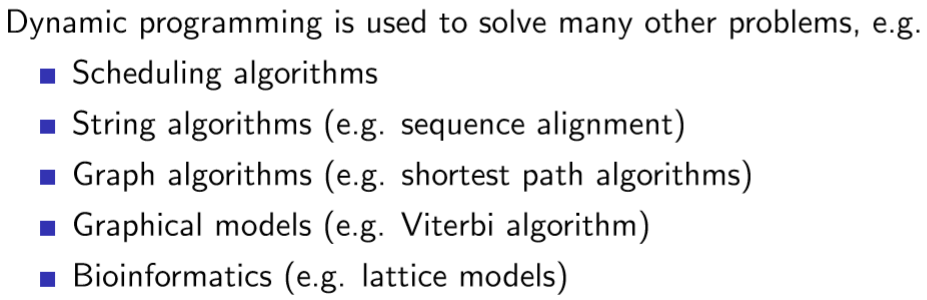 Dynamic programming is used to solve many other problems, e.g.
Scheduling algorithms
String algorithms (e.g. sequence alignment)
Graph algorithms (e.g. shortest path algorithms)
Graphical models (e.g. Viterbi algorithm)
Bioinformatics (e.g. lattice models)